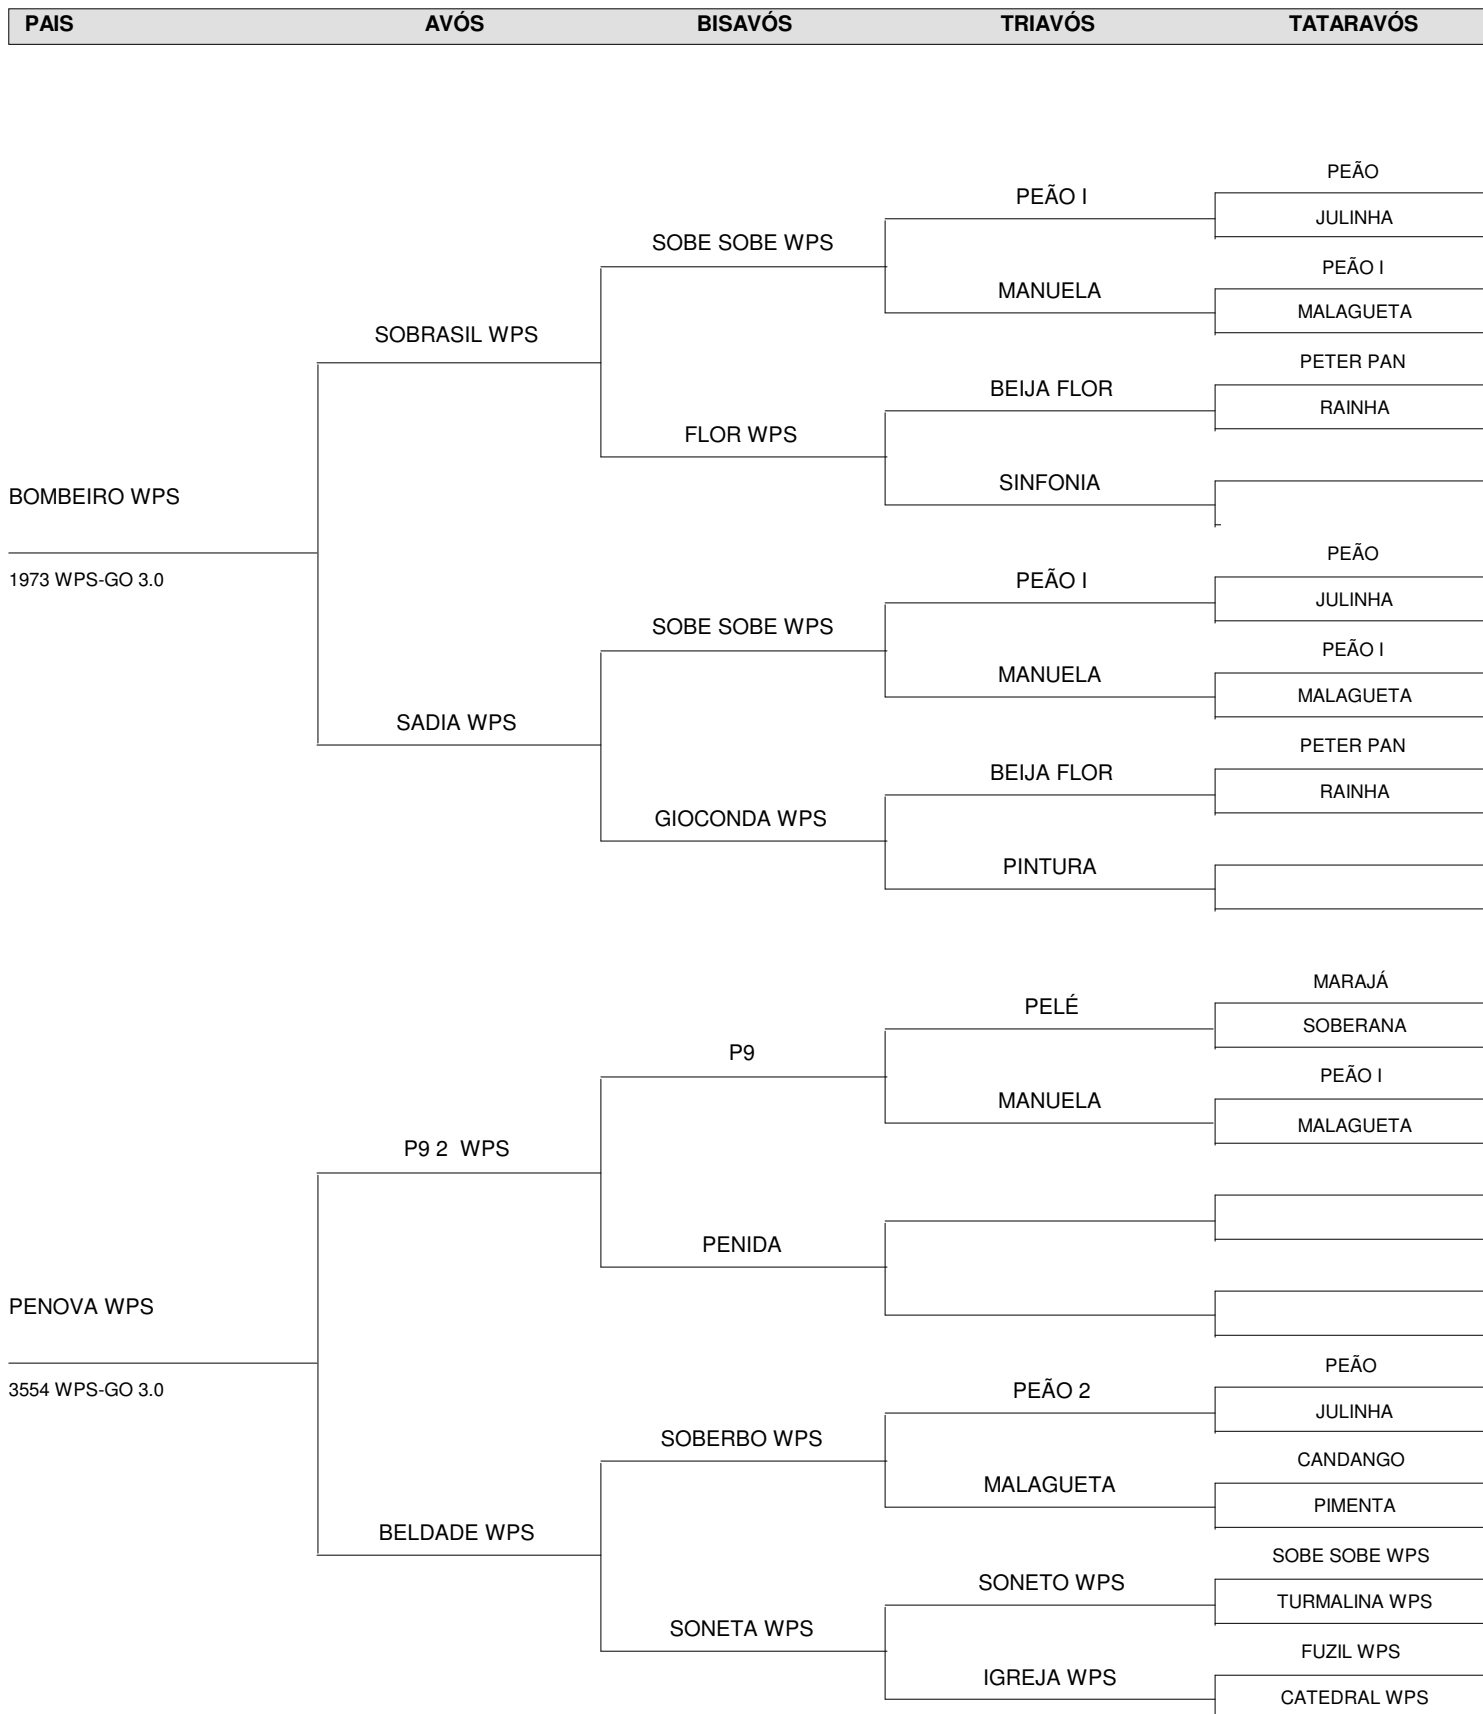 PAIS AVÓS BISAVÓS TRIAVÓS TATARAVÓS
PEÃO
PEÃO I
JULINHA
SOBE SOBE WPS
PEÃO I
MANUELA
MALAGUETA
SOBRASIL WPS
PETER PAN
BEIJA FLOR
RAINHA
FLOR WPS
SINFONIA
BOMBEIRO WPS
PEÃO
1973 WPS-GO 3.0
PEÃO I
JULINHA
SOBE SOBE WPS
PEÃO I
MANUELA
MALAGUETA
SADIA WPS
PETER PAN
BEIJA FLOR
RAINHA
GIOCONDA WPS
PINTURA
MARAJÁ
PELÉ
SOBERANA
P9
PEÃO I
MANUELA
MALAGUETA
P9 2 WPS
PENIDA
PENOVA WPS
PEÃO
3554 WPS-GO 3.0
PEÃO 2
JULINHA
SOBERBO WPS
CANDANGO
MALAGUETA
PIMENTA
BELDADE WPS
SOBE SOBE WPS
SONETO WPS
TURMALINA WPS
SONETA WPS
FUZIL WPS
IGREJA WPS
CATEDRAL WPS